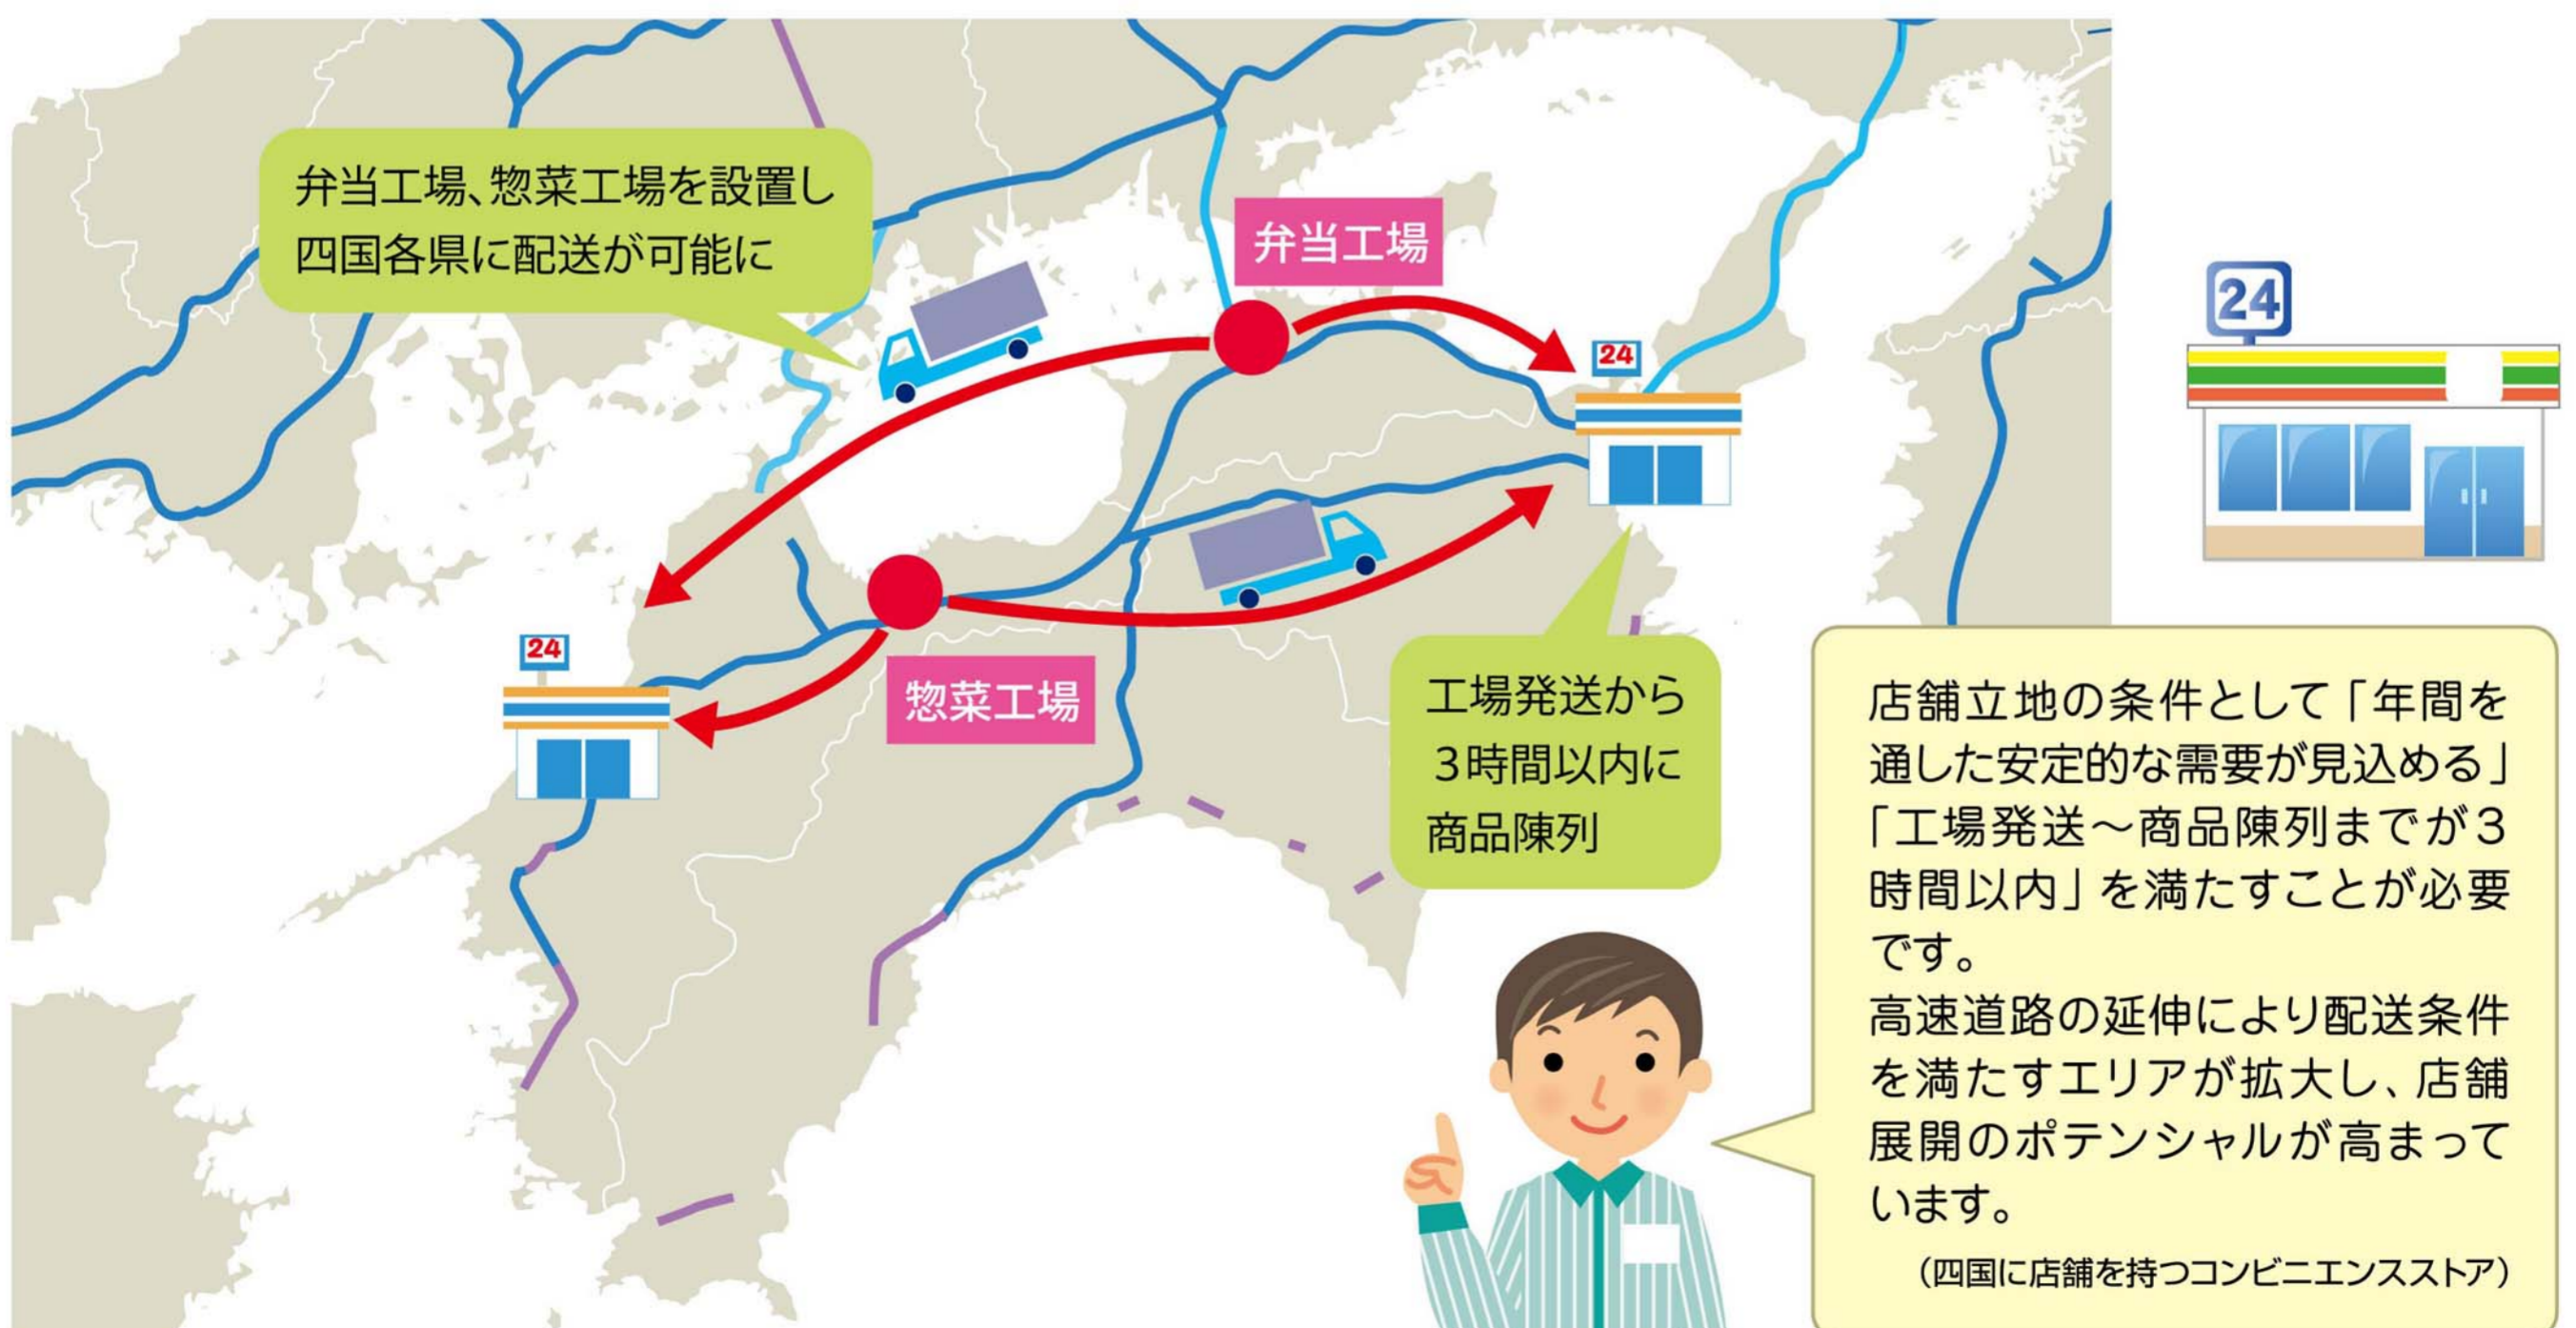 弁当工場、惣菜工場を設置し
四国各県に配送が可能に
弁当工場
24
24
24
惣菜工場
工場発送から
3時間以内に
商品陳列
店舗立地の条件として「年間を
通した安定的な需要が見込める」
「工場発送～商品陳列までが3
時間以内」を満たすことが必要
です。
高速道路の延伸により配送条件
を満たすエリアが拡大し、店舗
展開のポテンシャルが高まって
います。
（四国に店舗を持つコンビニエンスストア）